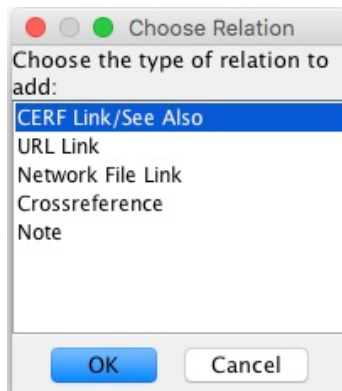 Choose Relation
Choose the type of relation to
add:
CERF Link/See Also
URL Link
Network File Link
Crossreference
Note
OK Cancel